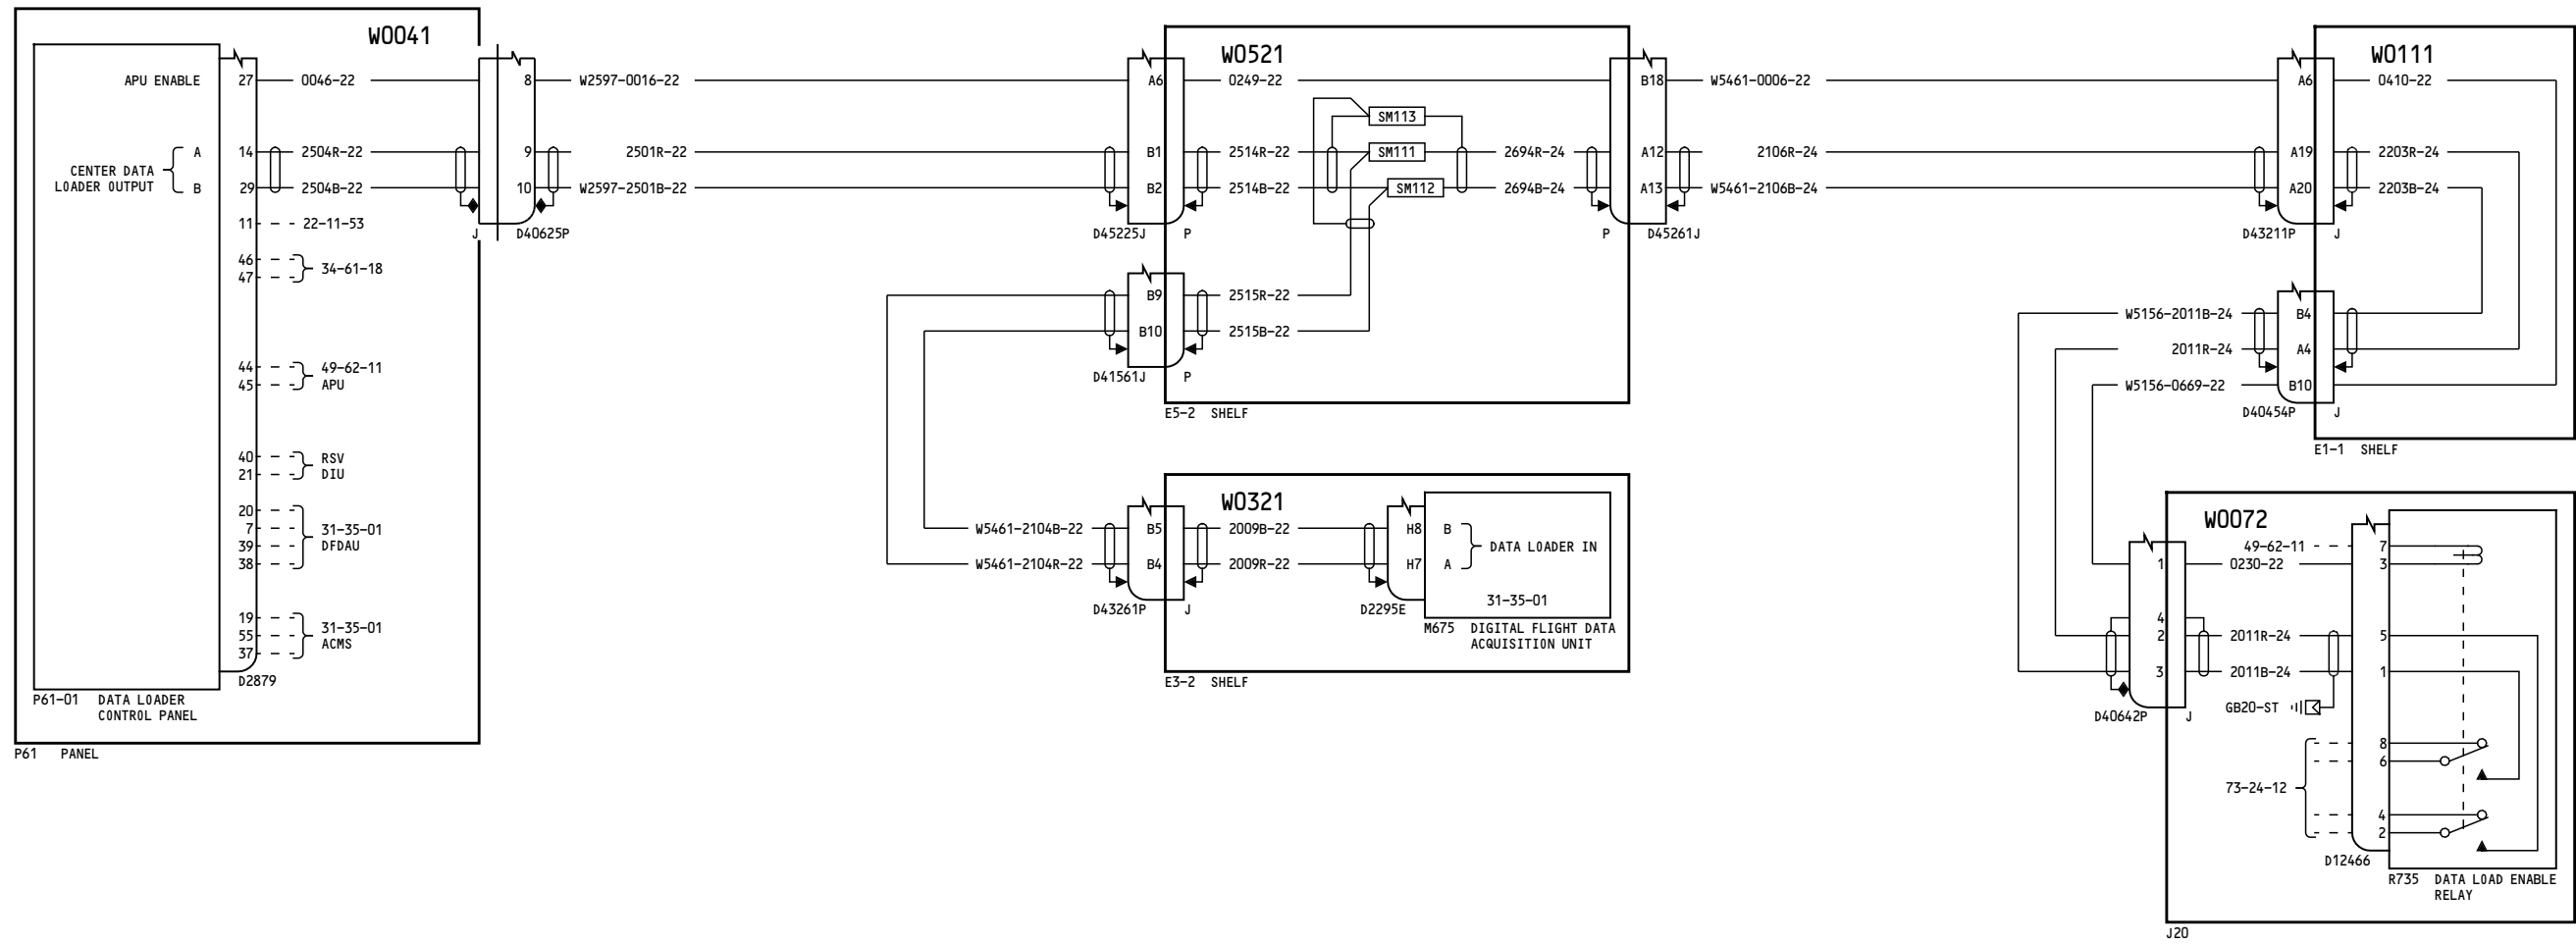 W0041
APU ENABLE 27 0046-22
CENTER DATA LOADER OUTPUT
A 14 2504R-22
B 29 2504B-22
11 22-11-53
46
47
34-61-18
44
45
49-62-11
APU
40
21
RSV
DIU
20
7
39
38
31-35-01
DFDAU
19
55
37
31-35-01
ACMS
D2879
P61-01 DATA LOADER
CONTROL PANEL
P61 PANEL
8 W2597-0016-22
9 2501R-22
10 W2597-2501B-22
J D40625P
W0521
A6 0249-22 B18 W5461-0006-22
SM113
B1 2514R-22 SM111 2694R-24 A12 2106R-24
B2 2514B-22 SM112 2694B-24 A13 W5461-2106B-24
D45225J P
P D45261J
B9 2515R-22
B10 2515B-22
D41561J P
E5-2 SHELF
W0321
W5461-2104B-22 B5 2009B-22 H8 B
W5461-2104R-22 B4 2009R-22 H7 A
DATA LOADER IN
31-35-01
D43261P J
D2295E
M675 DIGITAL FLIGHT DATA
ACQUISITION UNIT
E3-2 SHELF
W0111
A6 0410-22
A19 2203R-24
A20 2203B-24
D43211P J
W5156-2011B-24 B4
2011R-24 A4
W5156-0669-22 B10
D40454P J
E1-1 SHELF
W0072
49-62-11 7
1 0230-22 3
4
2 2011R-24 5
3 2011B-24 1
GB20-ST
D40642P J
8
6
73-24-12
4
2
D12466
R735 DATA LOAD ENABLE
RELAY
J20